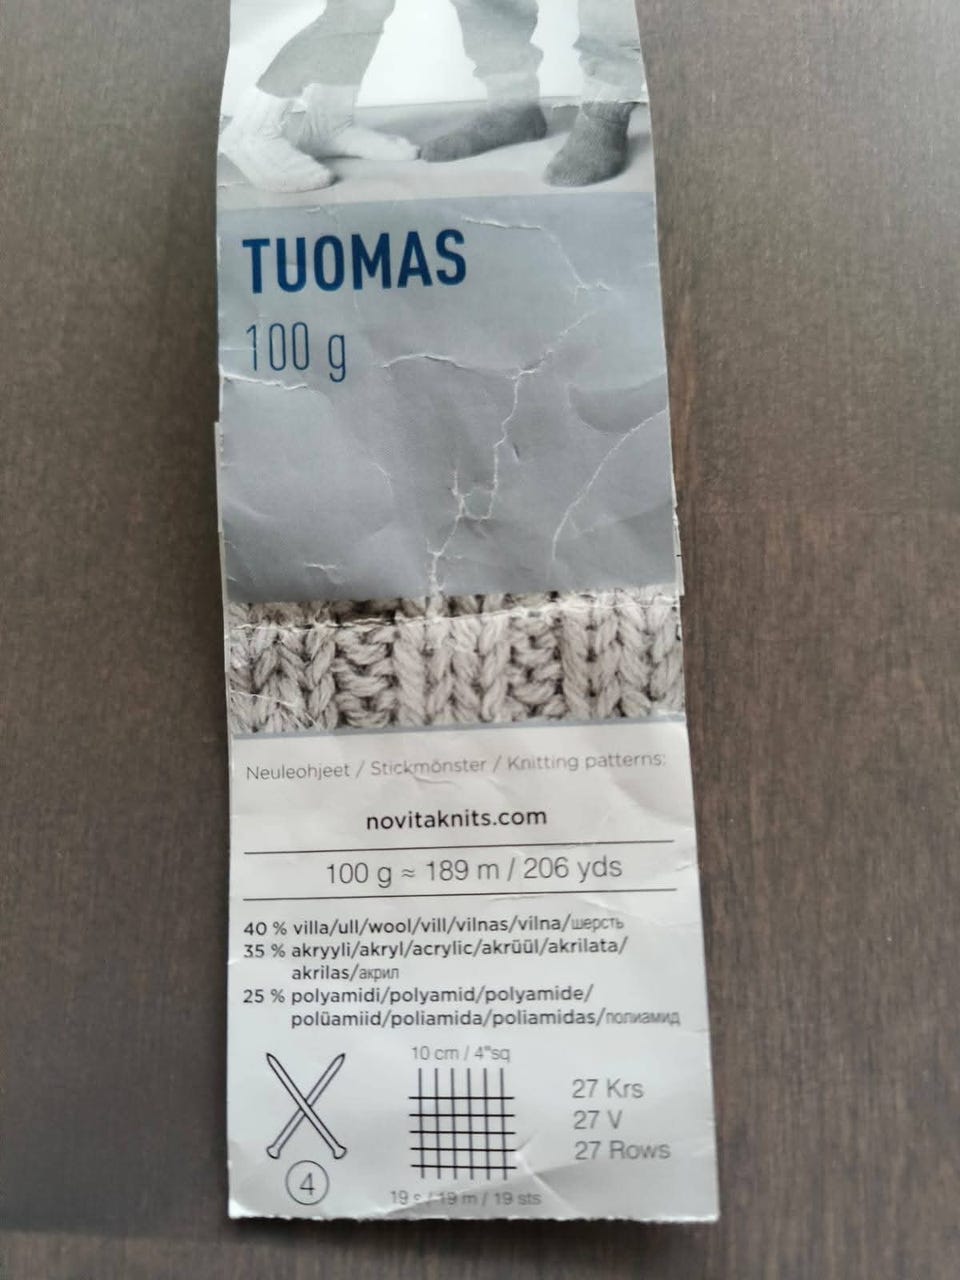 TUOMAS
100 g
Neuleohjeet / Stickmönster / Knitting patterns:
novitaknits.com
100 g ≈ 189 m / 206 yds
40 % villa/ull/wool/vill/vilnas/vilna/шерсть
35 % akryyli/akryl/acrylic/akrüül/akrilata/
akrilas/акрил
25 % polyamidi/polyamid/polyamide/
polüamiid/poliamida/poliamidas/полиамид
10 cm / 4"sq
27 Krs
27 V
27 Rows
4
19 s / 19 m / 19 sts